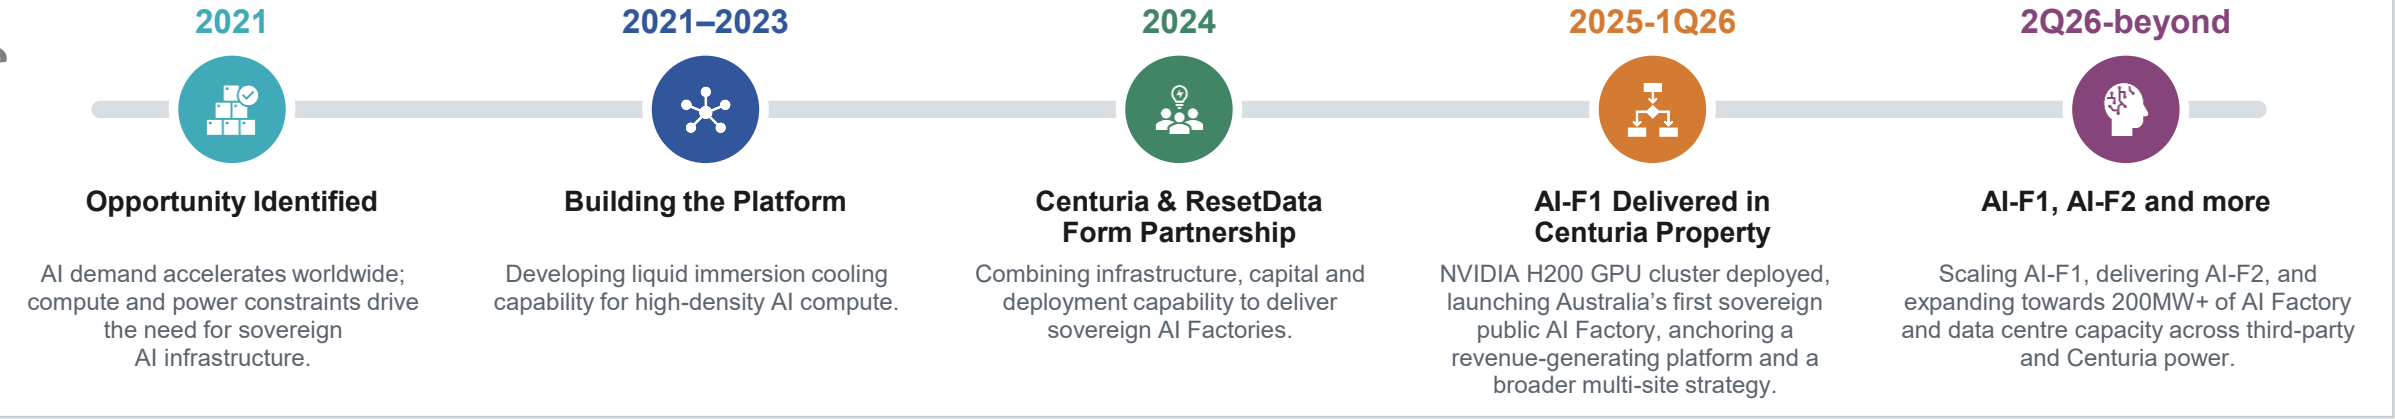 2021
Opportunity Identified
AI demand accelerates worldwide;
compute and power constraints drive
the need for sovereign
AI infrastructure.
2021–2023
Building the Platform
Developing liquid immersion cooling
capability for high-density AI compute.
2024
Centuria & ResetData
Form Partnership
Combining infrastructure, capital and
deployment capability to deliver
sovereign AI Factories.
2025-1Q26
AI-F1 Delivered in
Centuria Property
NVIDIA H200 GPU cluster deployed,
launching Australia’s first sovereign
public AI Factory, anchoring a
revenue-generating platform and a
broader multi-site strategy.
2Q26-beyond
AI-F1, AI-F2 and more
Scaling AI-F1, delivering AI-F2, and
expanding towards 200MW+ of AI Factory
and data centre capacity across third-party
and Centuria power.